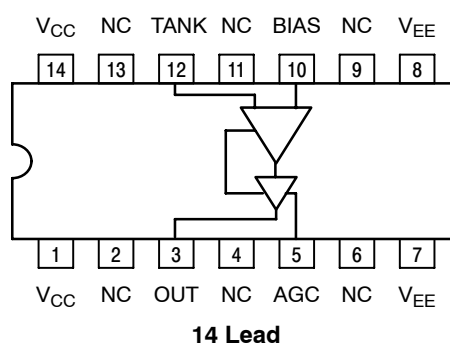 VCC NC TANK NC BIAS NC VEE
14 13 12 11 10 9 8
1 2 3 4 5 6 7
VCC NC OUT NC AGC NC VEE
14 Lead